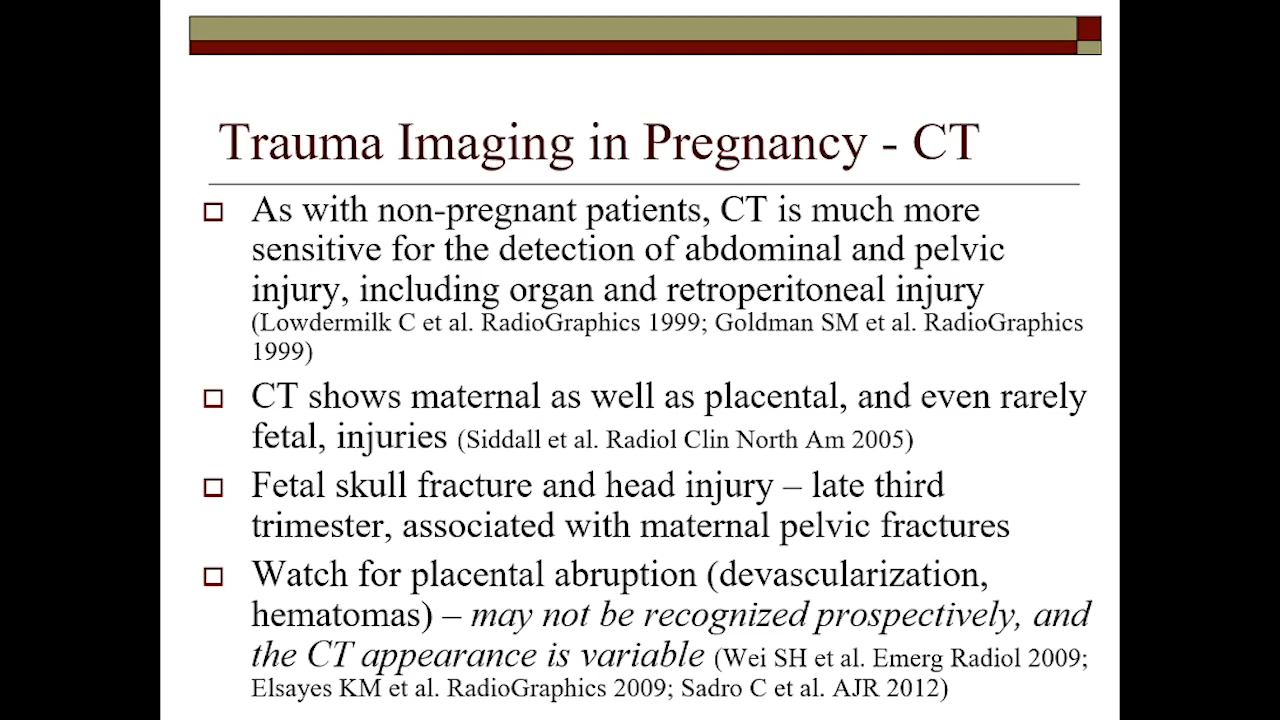 Trauma Imaging in Pregnancy - CT
As with non-pregnant patients, CT is much more
sensitive for the detection of abdominal and pelvic
injury, including organ and retroperitoneal injury
(Lowdermilk C et al. RadioGraphics 1999; Goldman SM et al. RadioGraphics
1999)
CT shows maternal as well as placental, and even rarely
fetal, injuries (Siddall et al. Radiol Clin North Am 2005)
Fetal skull fracture and head injury – late third
trimester, associated with maternal pelvic fractures
Watch for placental abruption (devascularization,
hematomas) – may not be recognized prospectively, and
the CT appearance is variable (Wei SH et al. Emerg Radiol 2009;
Elsayes KM et al. RadioGraphics 2009; Sadro C et al. AJR 2012)